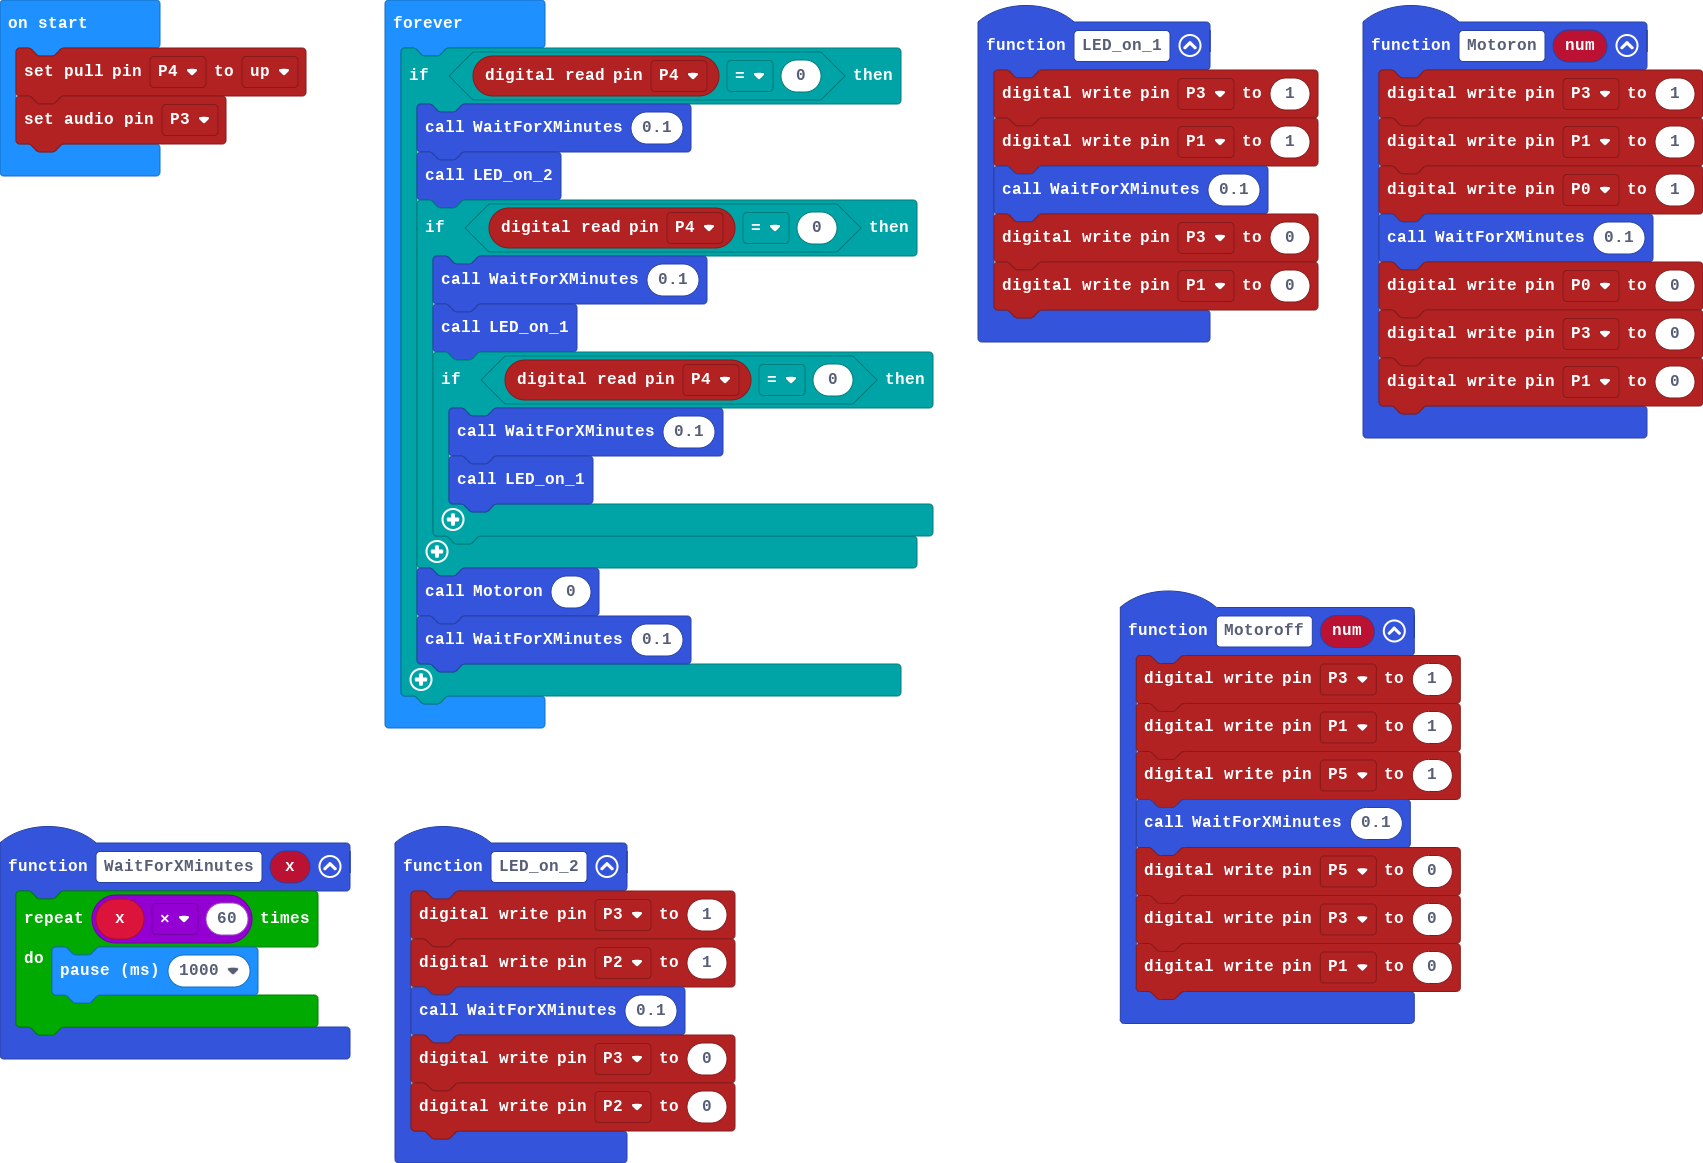 on start
set pull pin P4 to up
set audio pin P3
forever
if digital read pin P4 = 0 then
call WaitForXMinutes 0.1
call LED_on_2
if digital read pin P4 = 0 then
call WaitForXMinutes 0.1
call LED_on_1
if digital read pin P4 = 0 then
call WaitForXMinutes 0.1
call LED_on_1
call Motoron 0
call WaitForXMinutes 0.1
function LED_on_1
digital write pin P3 to 1
digital write pin P1 to 1
call WaitForXMinutes 0.1
digital write pin P3 to 0
digital write pin P1 to 0
function Motoron num
digital write pin P3 to 1
digital write pin P1 to 1
digital write pin P0 to 1
call WaitForXMinutes 0.1
digital write pin P0 to 0
digital write pin P3 to 0
digital write pin P1 to 0
function Motoroff num
digital write pin P3 to 1
digital write pin P1 to 1
digital write pin P5 to 1
call WaitForXMinutes 0.1
digital write pin P5 to 0
digital write pin P3 to 0
digital write pin P1 to 0
function WaitForXMinutes x
repeat x × 60 times
do pause (ms) 1000
function LED_on_2
digital write pin P3 to 1
digital write pin P2 to 1
call WaitForXMinutes 0.1
digital write pin P3 to 0
digital write pin P2 to 0